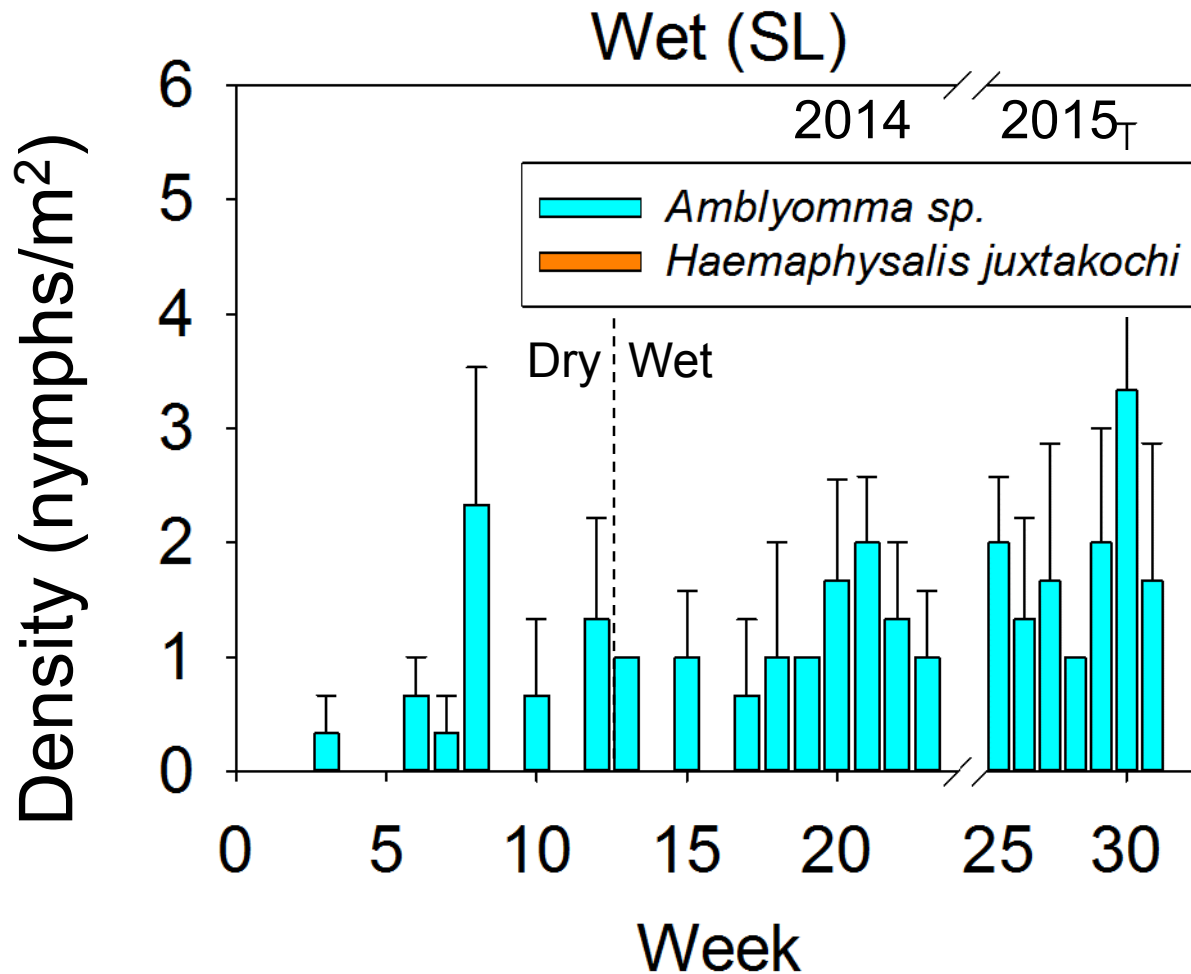 Wet (SL)
Density (nymphs/m²)
6
5
4
3
2
1
0
2014
2015
Amblyomma sp.
Haemaphysalis juxtakochi
Dry
Wet
0 5 10 15 20 25 30
Week